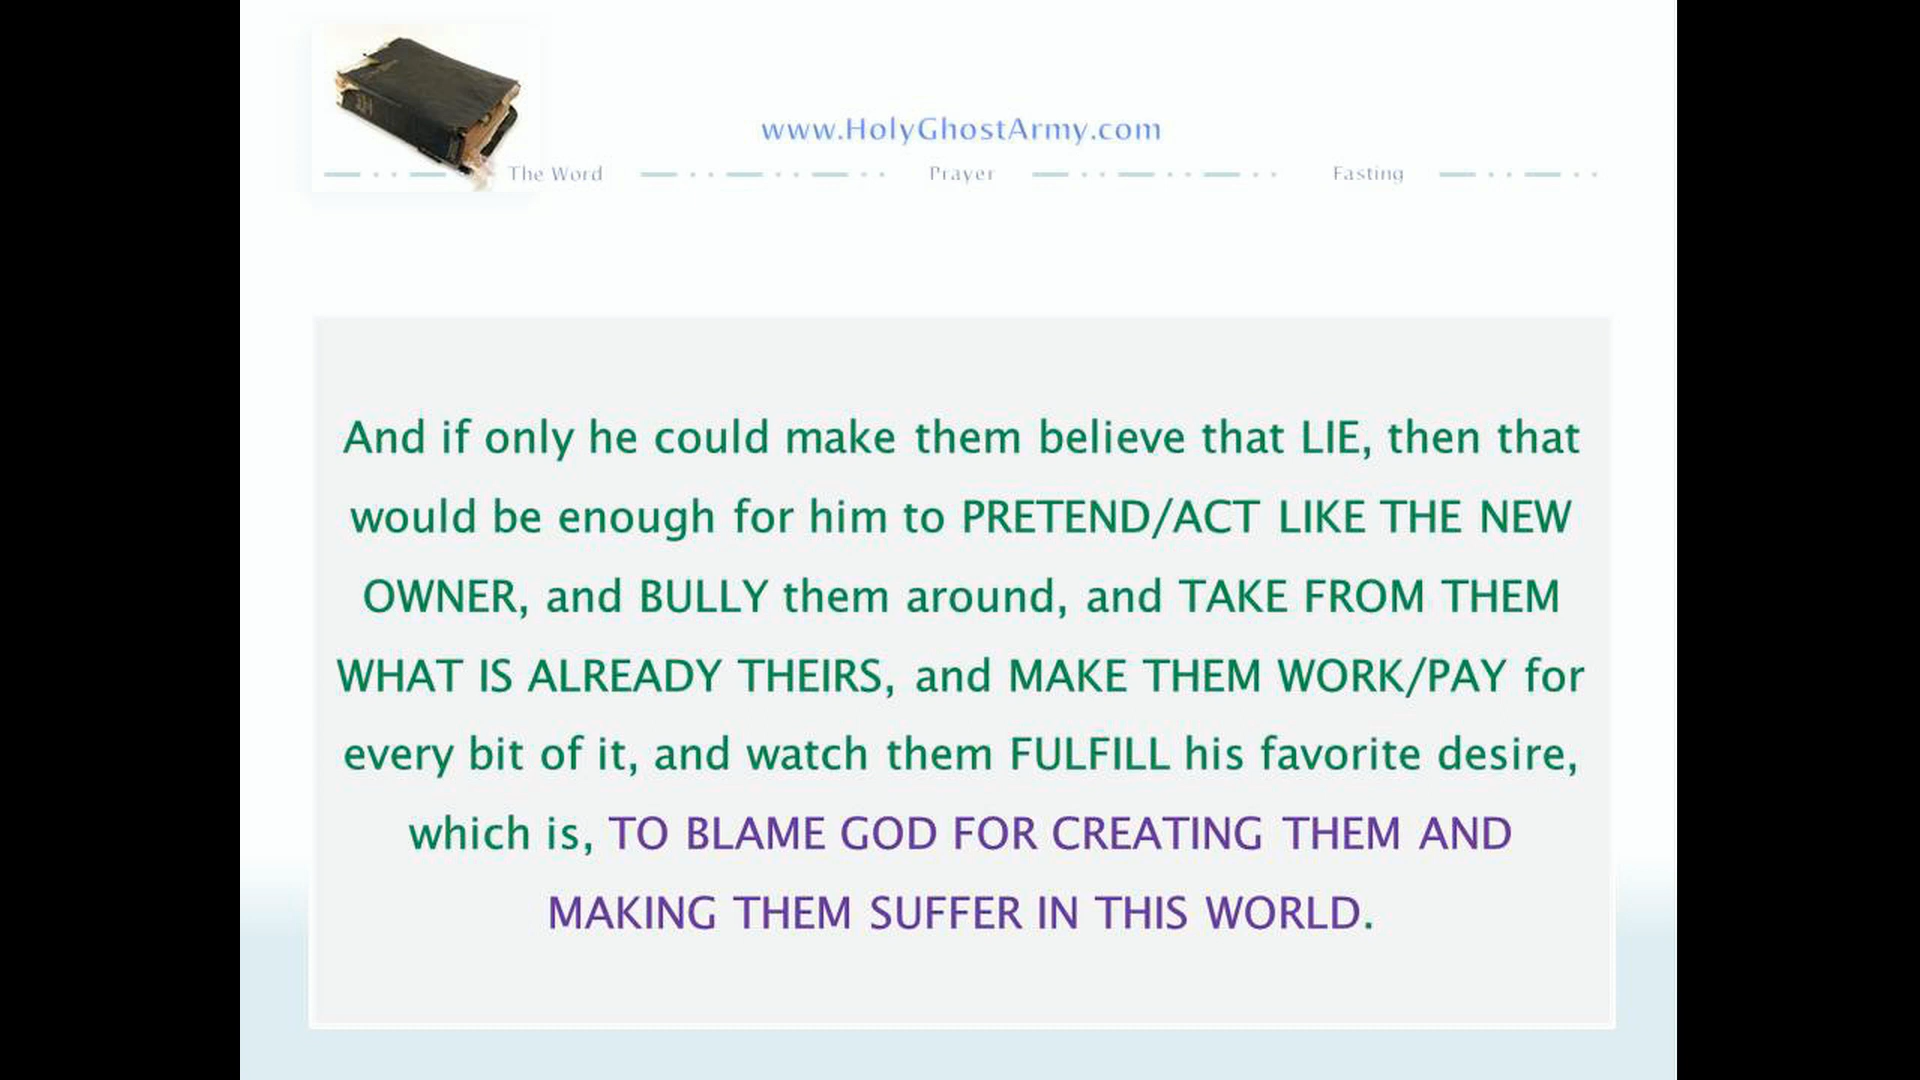 www.HolyGhostArmy.com
The Word
Prayer
Fasting
And if only he could make them believe that LIE, then that
would be enough for him to PRETEND/ACT LIKE THE NEW
OWNER, and BULLY them around, and TAKE FROM THEM
WHAT IS ALREADY THEIRS, and MAKE THEM WORK/PAY for
every bit of it, and watch them FULFILL his favorite desire,
which is, TO BLAME GOD FOR CREATING THEM AND
MAKING THEM SUFFER IN THIS WORLD.